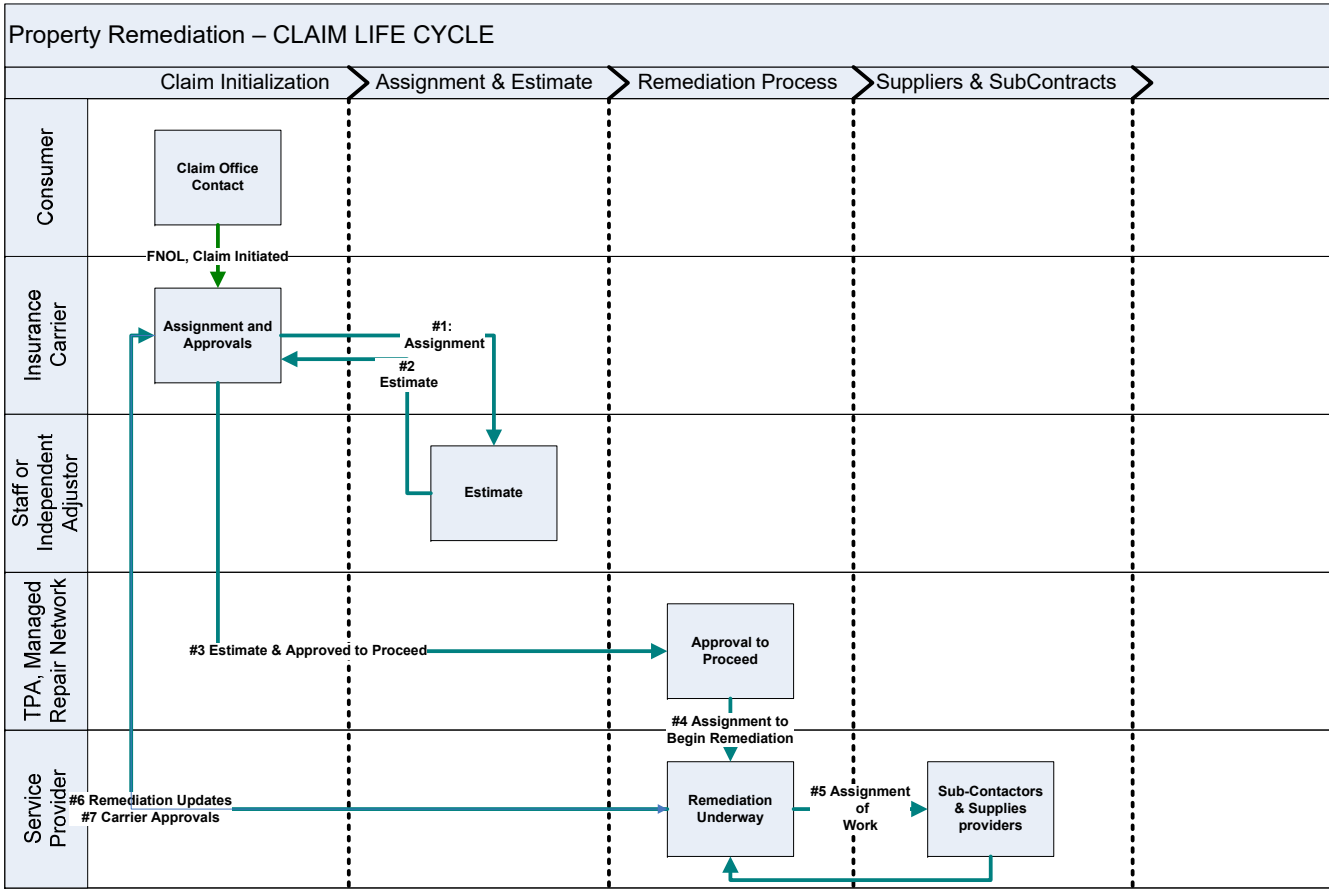 Property Remediation – CLAIM LIFE CYCLE
Claim Initialization
Assignment & Estimate
Remediation Process
Suppliers & SubContracts
Consumer
Claim Office
Contact
FNOL, Claim Initiated
Insurance
Carrier
Assignment and
Approvals
#1:
Assignment
#2
Estimate
Staff or
Independent
Adjustor
Estimate
TPA, Managed
Repair Network
#3 Estimate & Approved to Proceed
Approval to
Proceed
#4 Assignment to
Begin Remediation
Service
Provider
#6 Remediation Updates
#7 Carrier Approvals
Remediation
Underway
#5 Assignment
of
Work
Sub-Contactors
& Supplies
providers